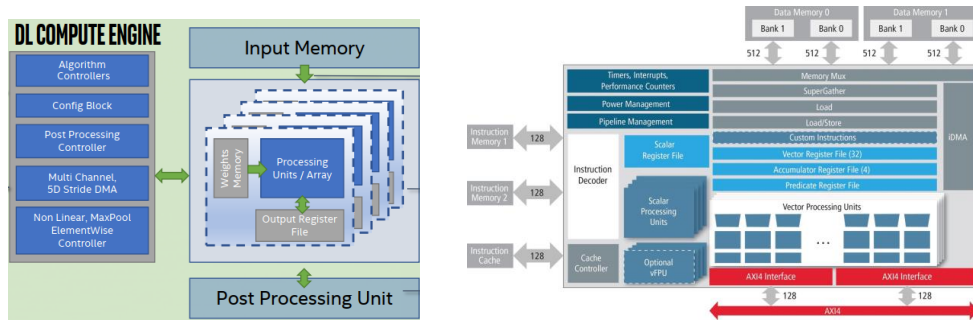 DL COMPUTE ENGINE
Algorithm
Controllers
Config Block
Post Processing
Controller
Multi Channel,
5D Stride DMA
Non Linear, MaxPool
ElementWise
Controller
Input Memory
Weights
Memory
Processing
Units / Array
Output Register
File
Post Processing Unit
Data Memory 0
Data Memory 1
Bank 1
Bank 0
Bank 1
Bank 0
512
512
512
512
Timers, Interrupts,
Performance Counters
Power Management
Pipeline Management
Memory Mux
SuperGather
Load
Load/Store
Custom Instructions
Vector Register File (32)
Accumulator Register File (4)
Predicate Register File
iDMA
Instruction
Memory 1
128
Instruction
Memory 2
128
Instruction
Cache
128
Instruction
Decoder
Scalar
Register File
Scalar
Processing
Units
Cache
Controller
Optional
vFPU
Vector Processing Units
...
AXI4 Interface
AXI4 Interface
128
128
AXI4